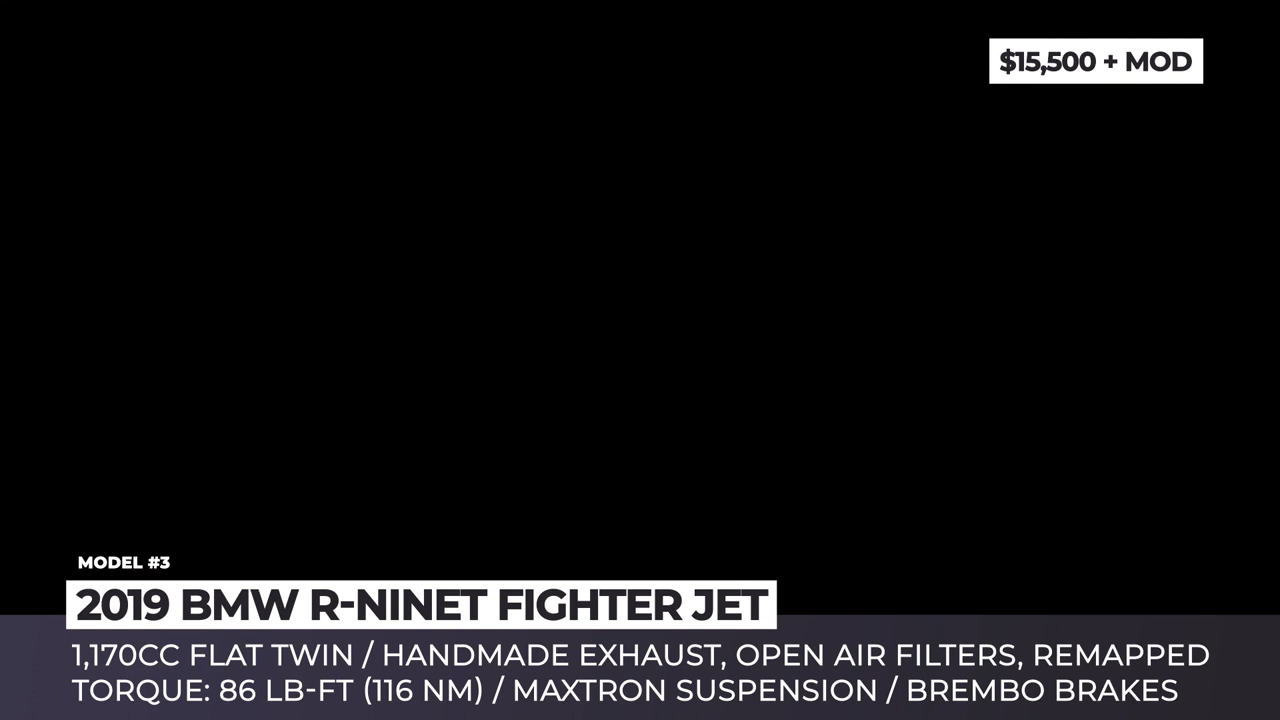 $15,500 + MOD
MODEL #3
2019 BMW R-NINET FIGHTER JET
1,170CC FLAT TWIN / HANDMADE EXHAUST, OPEN AIR FILTERS, REMAPPED
TORQUE: 86 LB-FT (116 NM) / MAXTRON SUSPENSION / BREMBO BRAKES